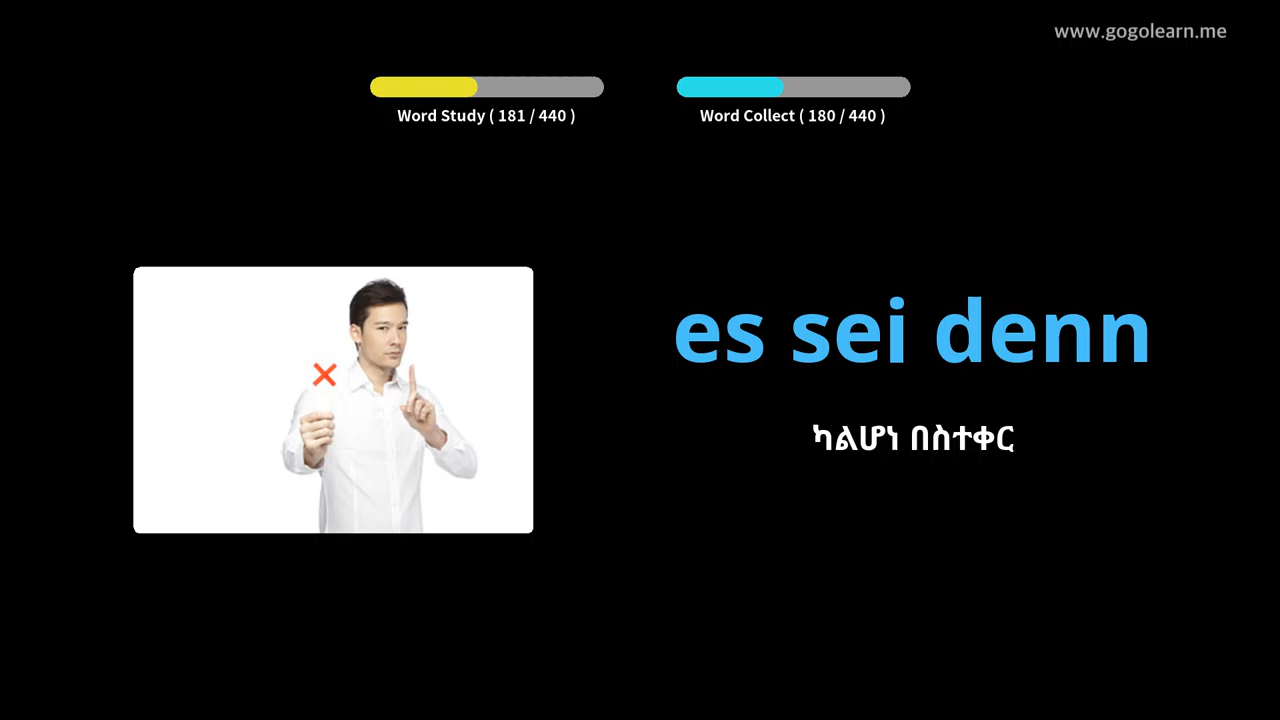 www.gogolearn.me
Word Study ( 181 / 440 )
Word Collect ( 180 / 440 )
es sei denn
ካልሆነ በስተቀር